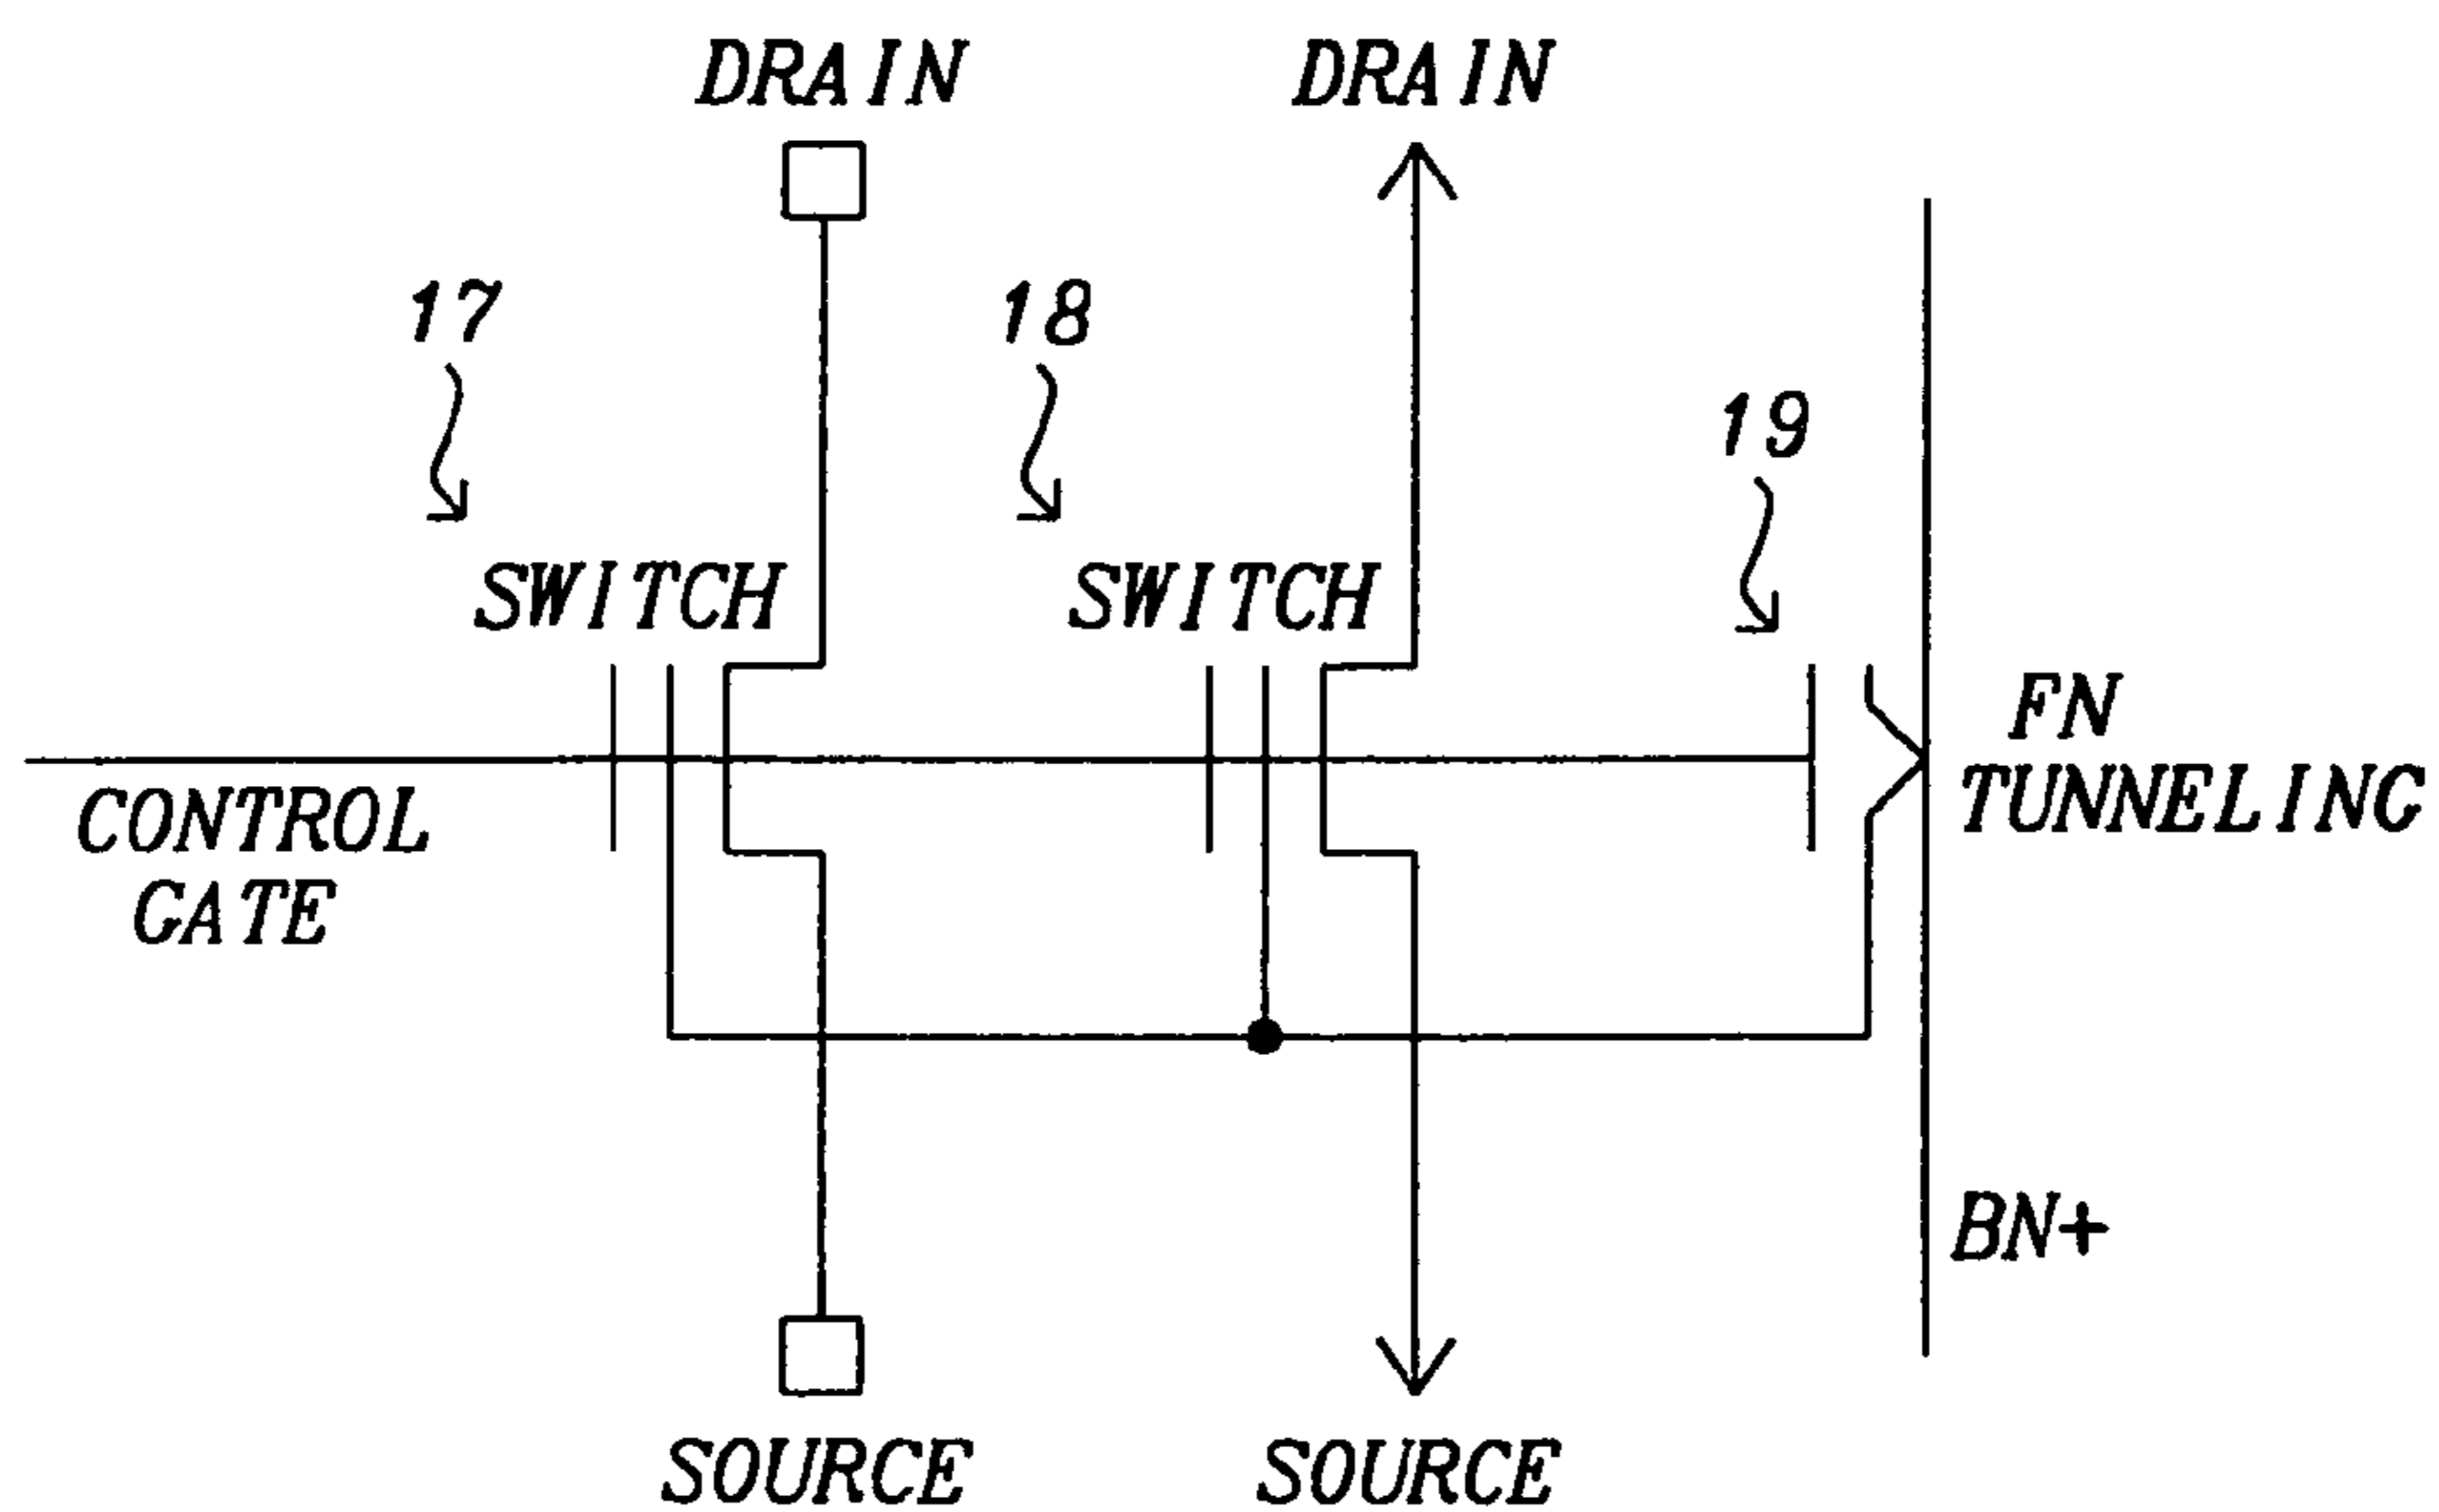 DRAIN
DRAIN
17
18
19
SWITCH
SWITCH
FN
TUNNELING
CONTROL
GATE
BN+
SOURCE
SOURCE